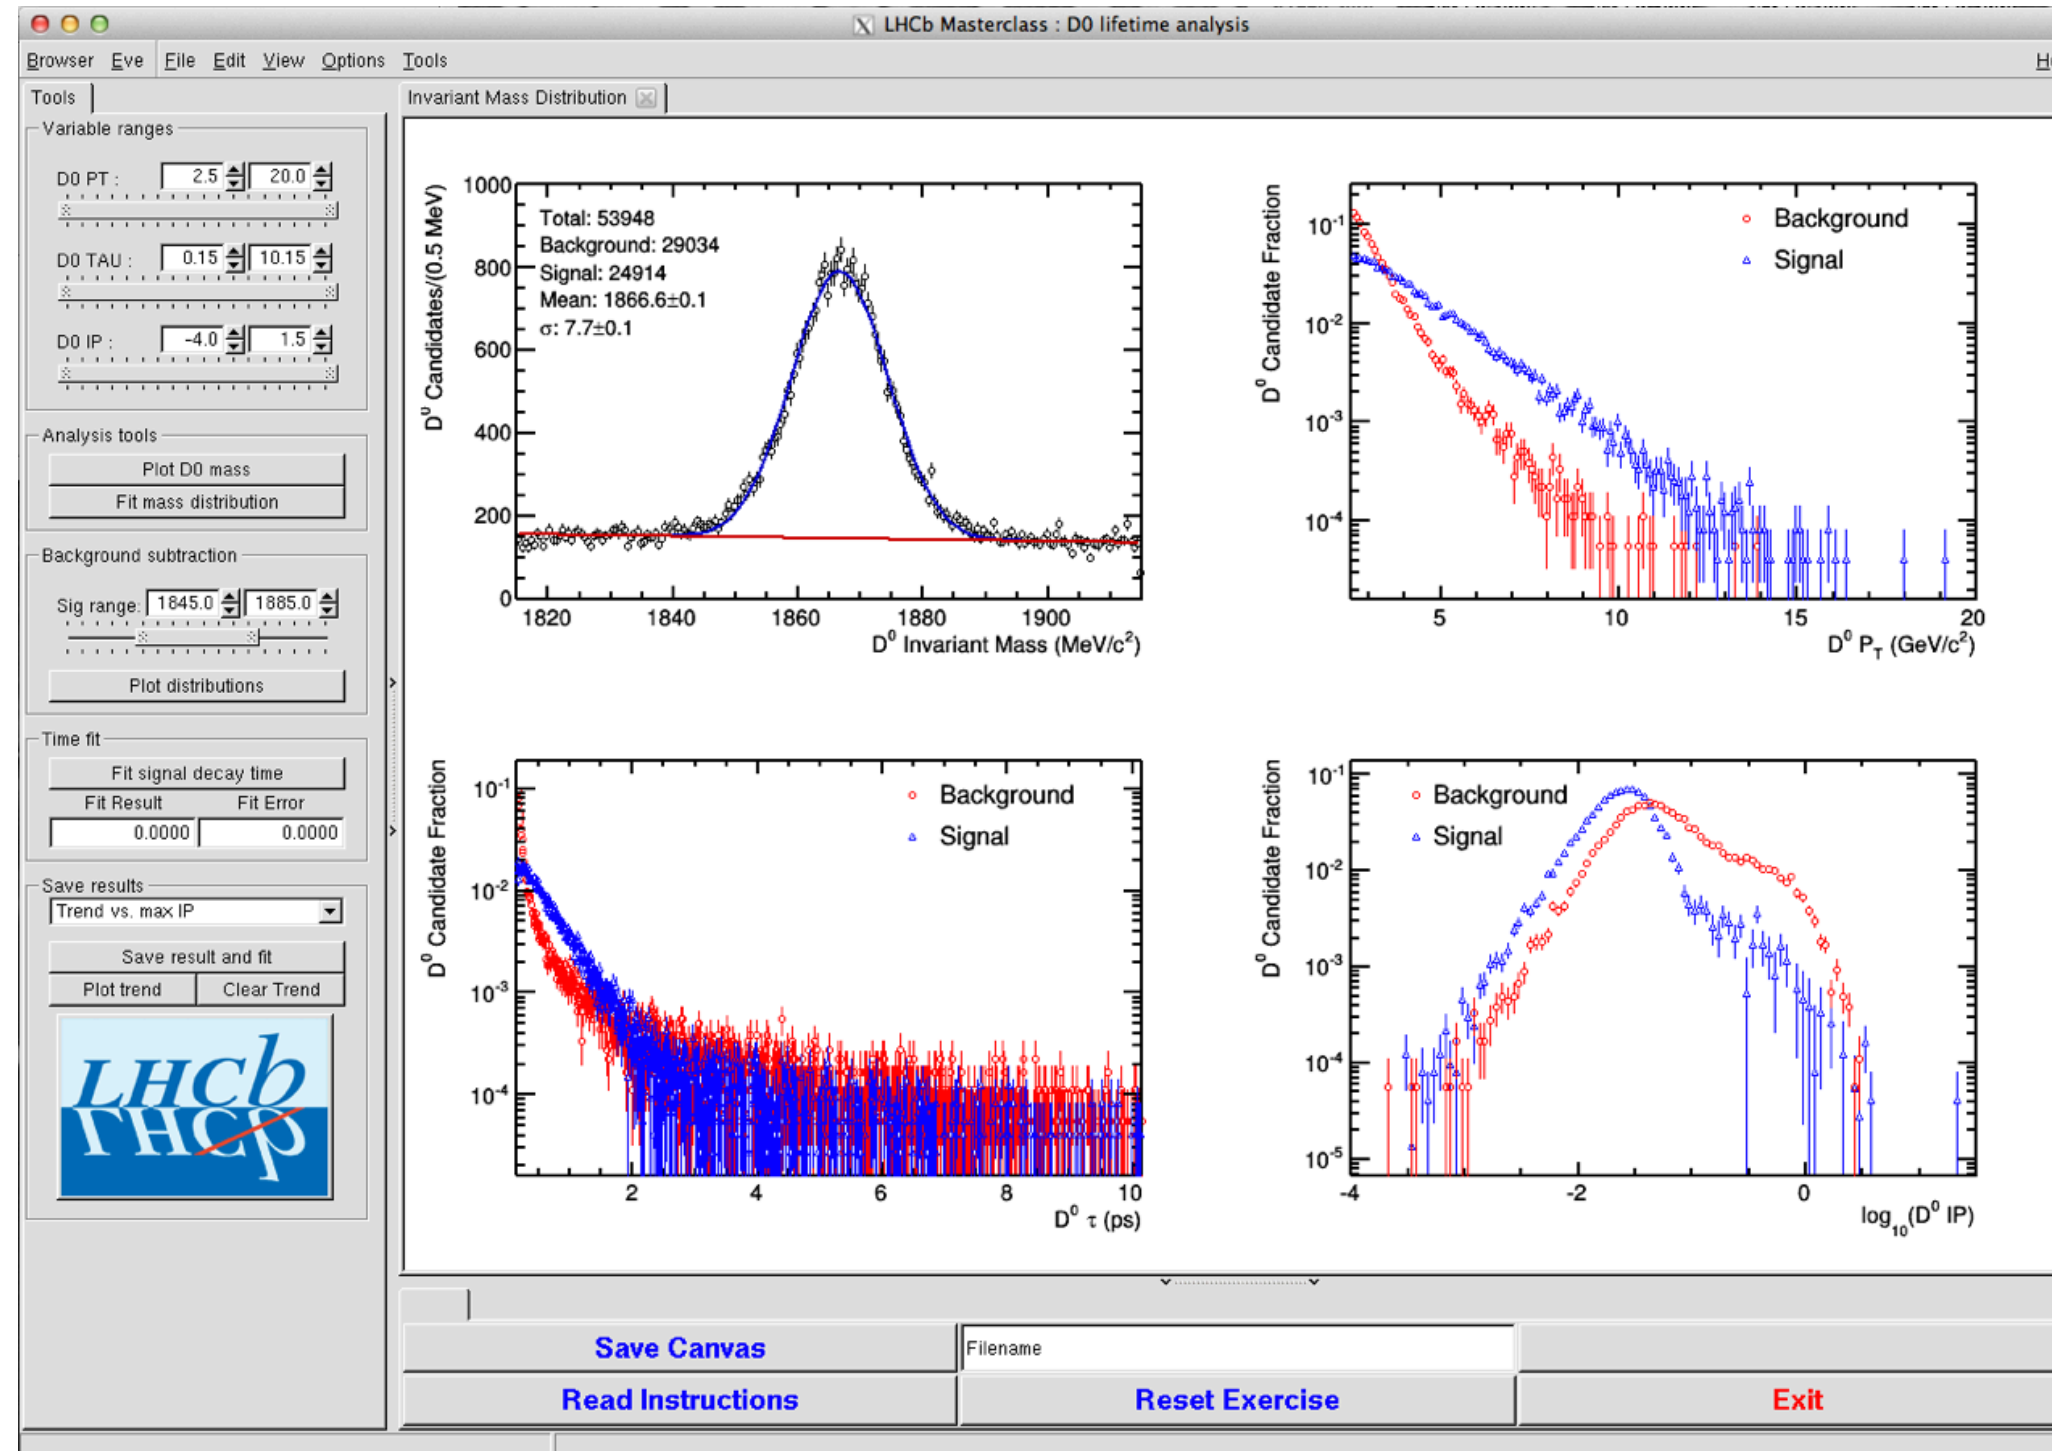 LHCb Masterclass : D0 lifetime analysis
Browser Eve File Edit View Options Tools
Tools
Variable ranges
D0 PT : 2.5 20.0
D0 TAU : 0.15 10.15
D0 IP : -4.0 1.5
Analysis tools
Plot D0 mass
Fit mass distribution
Background subtraction
Sig range: 1845.0 1885.0
Plot distributions
Time fit
Fit signal decay time
Fit Result Fit Error
0.0000 0.0000
Save results
Trend vs. max IP
Save result and fit
Plot trend Clear Trend
LHCb
LHCb
Invariant Mass Distribution
D⁰ Candidates/(0.5 MeV)
1000
800
600
400
200
0
Total: 53948
Background: 29034
Signal: 24914
Mean: 1866.6±0.1
σ: 7.7±0.1
1820 1840 1860 1880 1900
D⁰ Invariant Mass (MeV/c²)
D⁰ Candidate Fraction
10⁻¹
10⁻²
10⁻³
10⁻⁴
Background
Signal
5 10 15 20
D⁰ P_T (GeV/c²)
D⁰ Candidate Fraction
10⁻¹
10⁻²
10⁻³
10⁻⁴
Background
Signal
2 4 6 8 10
D⁰ τ (ps)
D⁰ Candidate Fraction
10⁻¹
10⁻²
10⁻³
10⁻⁴
10⁻⁵
Background
Signal
-4 -2 0
log₁₀(D⁰ IP)
Save Canvas
Filename
Read Instructions
Reset Exercise
Exit